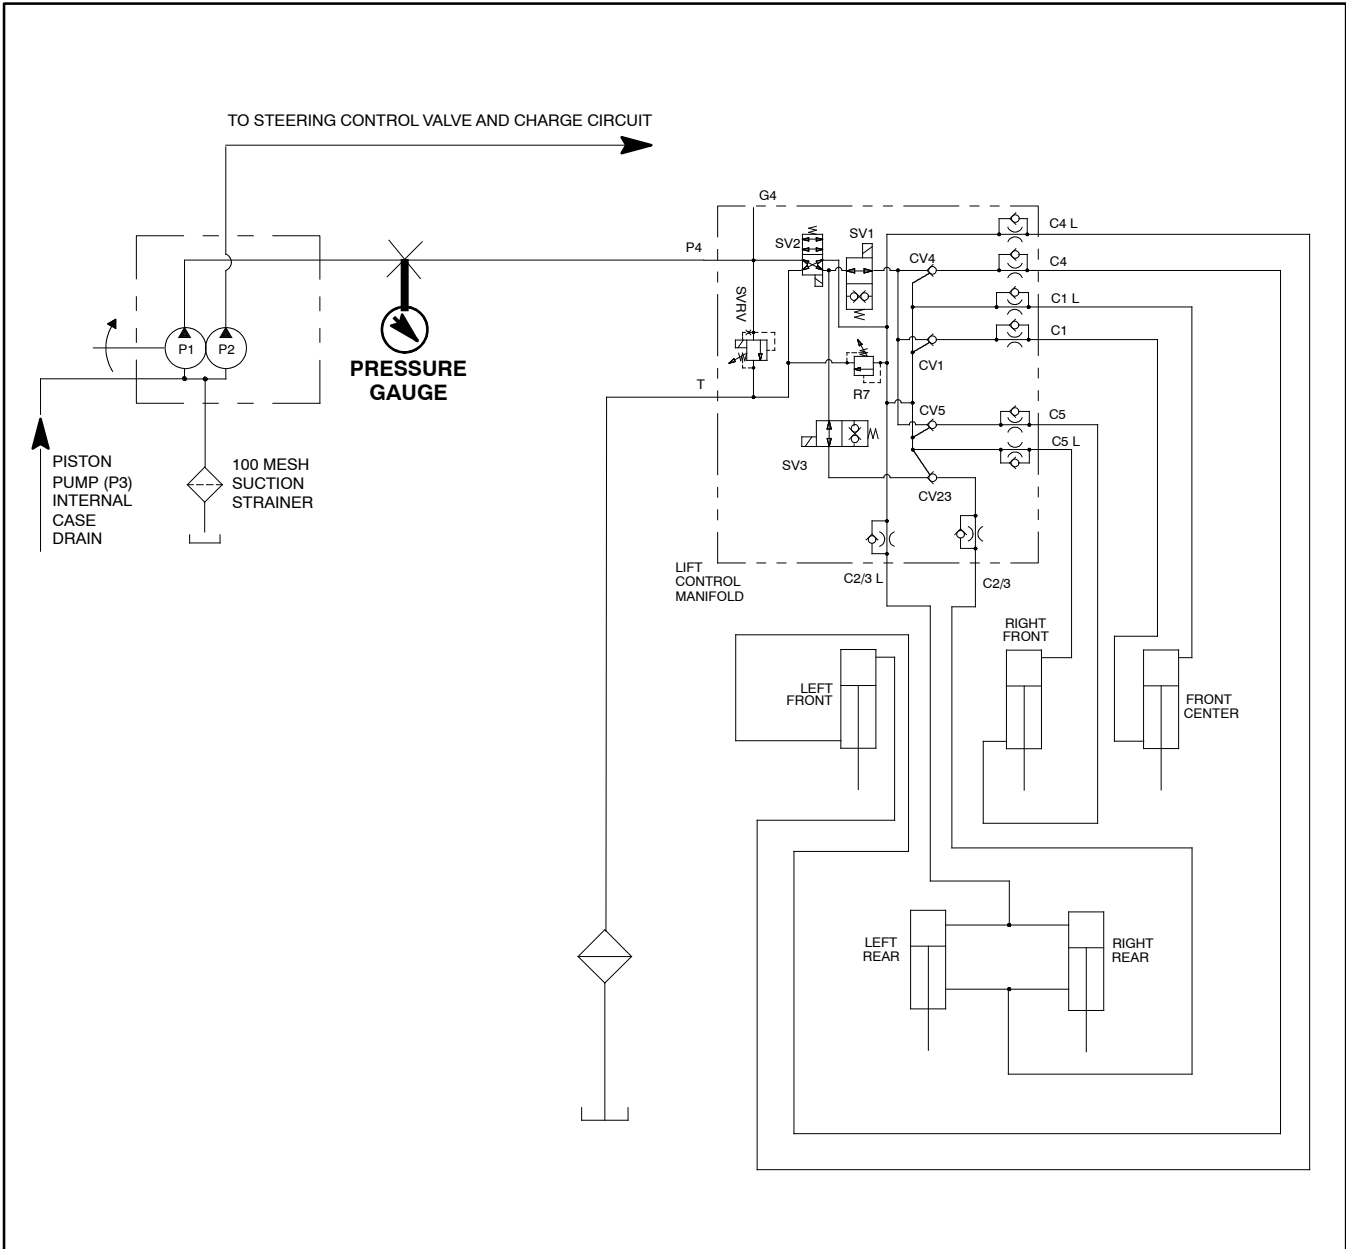 TO STEERING CONTROL VALVE AND CHARGE CIRCUIT
G4
P4
SV2
SV1
CV4
C4 L
C4
C1 L
C1
SVRV
CV1
R7
T
CV5
C5
C5 L
SV3
CV23
P1
P2
PRESSURE
GAUGE
PISTON
PUMP (P3)
INTERNAL
CASE
DRAIN
100 MESH
SUCTION
STRAINER
LIFT
CONTROL
MANIFOLD
C2/3 L
C2/3
RIGHT
FRONT
LEFT
FRONT
FRONT
CENTER
LEFT
REAR
RIGHT
REAR